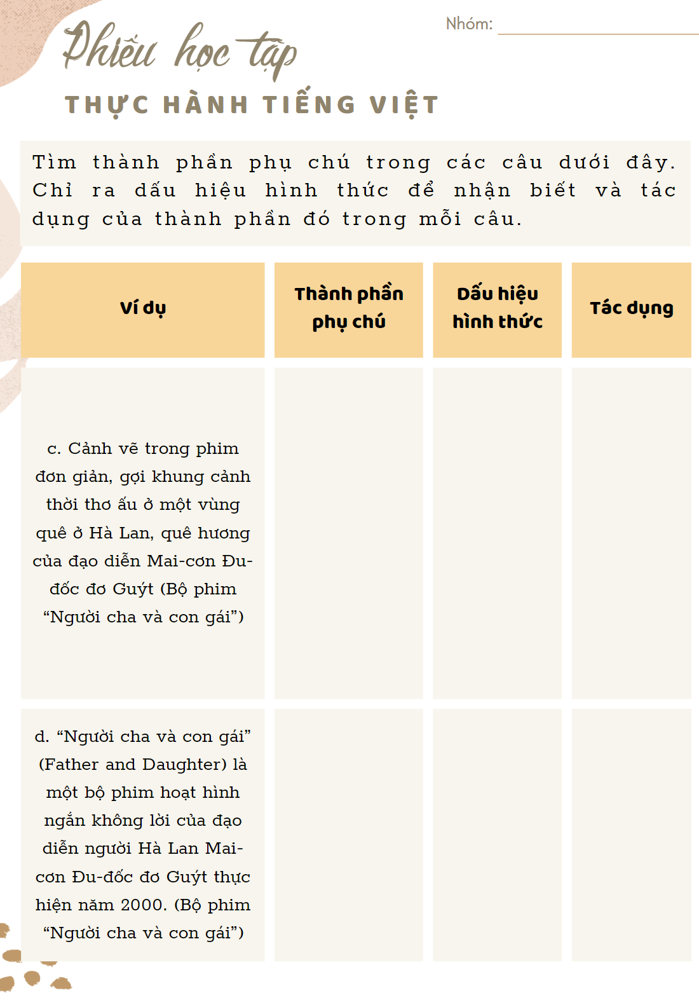 Nhóm:
Phiếu học tập
THỰC HÀNH TIẾNG VIỆT
Tìm thành phần phụ chú trong các câu dưới đây.
Chỉ ra dấu hiệu hình thức để nhận biết và tác
dụng của thành phần đó trong mỗi câu.
Ví dụ
Thành phần
phụ chú
Dấu hiệu
hình thức
Tác dụng
c. Cảnh vẽ trong phim
đơn giản, gợi khung cảnh
thời thơ ấu ở một vùng
quê ở Hà Lan, quê hương
của đạo diễn Mai-cơn Đu-
đốc đơ Guýt (Bộ phim
“Người cha và con gái”)
d. “Người cha và con gái”
(Father and Daughter) là
một bộ phim hoạt hình
ngắn không lời của đạo
diễn người Hà Lan Mai-
cơn Đu-đốc đơ Guýt thực
hiện năm 2000. (Bộ phim
“Người cha và con gái”)